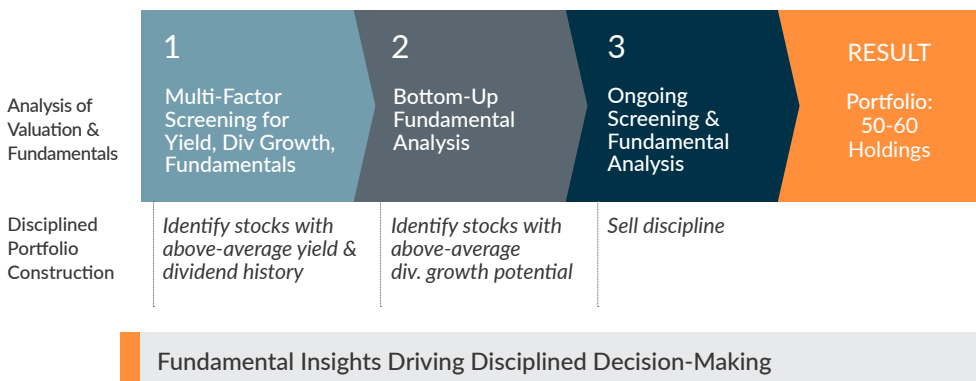 Analysis of
Valuation &
Fundamentals
1
Multi-Factor
Screening for
Yield, Div Growth,
Fundamentals
2
Bottom-Up
Fundamental
Analysis
3
Ongoing
Screening &
Fundamental
Analysis
RESULT
Portfolio:
50-60
Holdings
Disciplined
Portfolio
Construction
Identify stocks with
above-average yield &
dividend history
Identify stocks with
above-average
div. growth potential
Sell discipline
Fundamental Insights Driving Disciplined Decision-Making